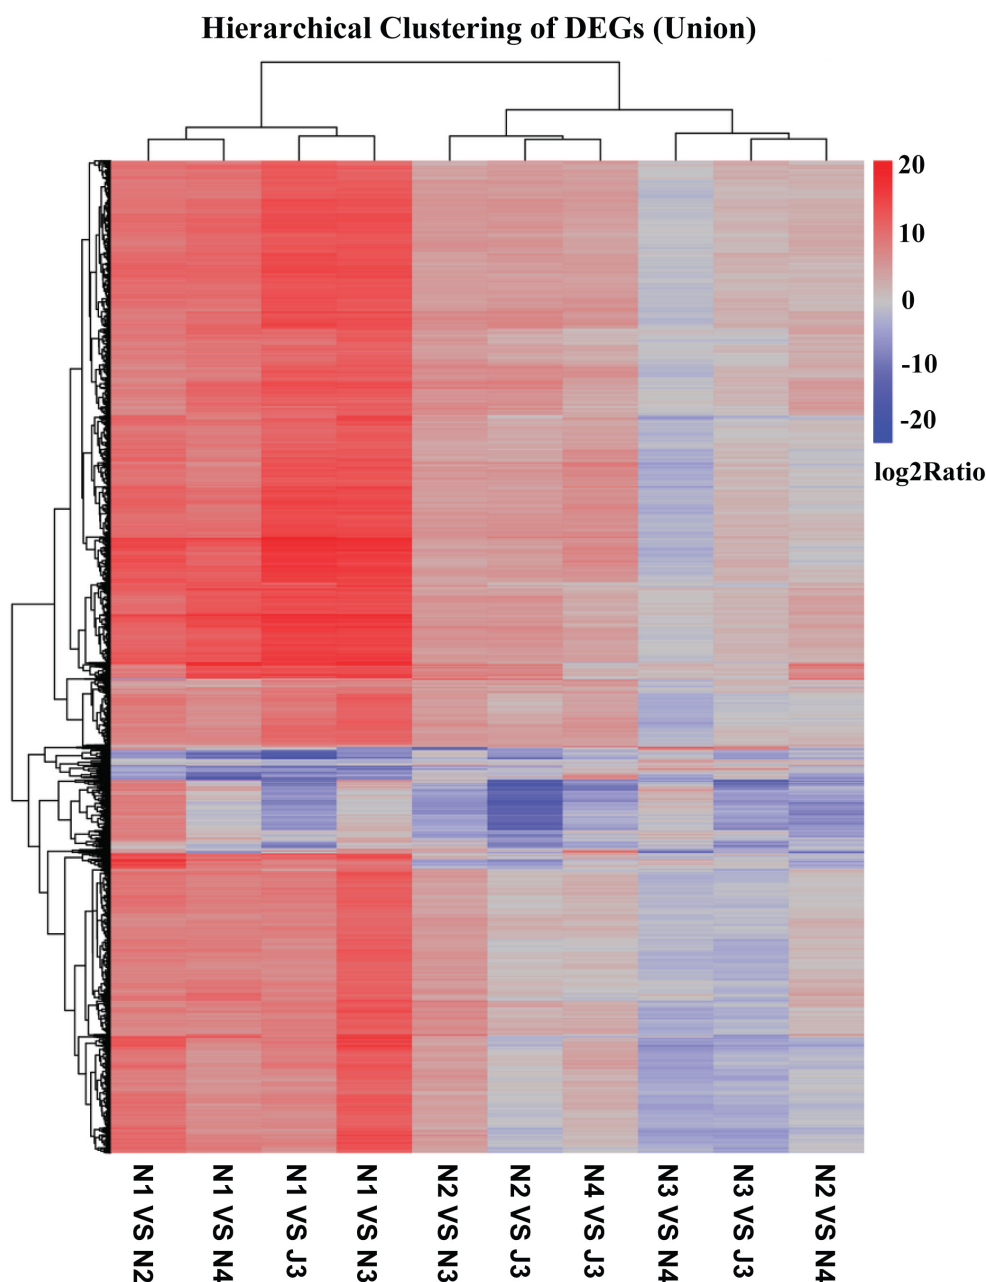 Hierarchical Clustering of DEGs (Union)
20
10
0
-10
-20
log2Ratio
N1 VS N2
N1 VS N4
N1 VS J3
N1 VS N3
N2 VS N3
N2 VS J3
N4 VS J3
N3 VS N4
N3 VS J3
N2 VS N4